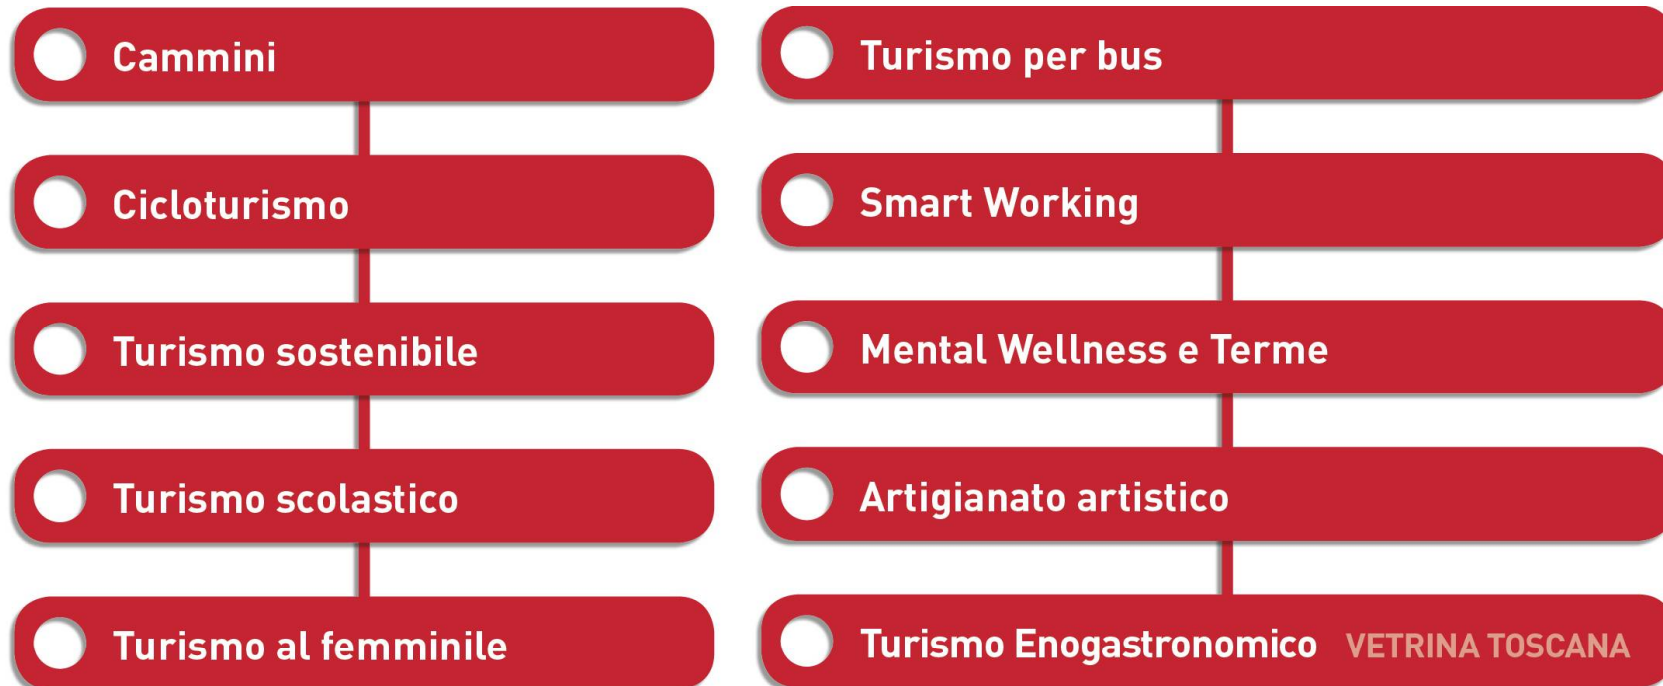 Cammini
Cicloturismo
Turismo sostenibile
Turismo scolastico
Turismo al femminile
Turismo per bus
Smart Working
Mental Wellness e Terme
Artigianato artistico
Turismo Enogastronomico VETRINA TOSCANA